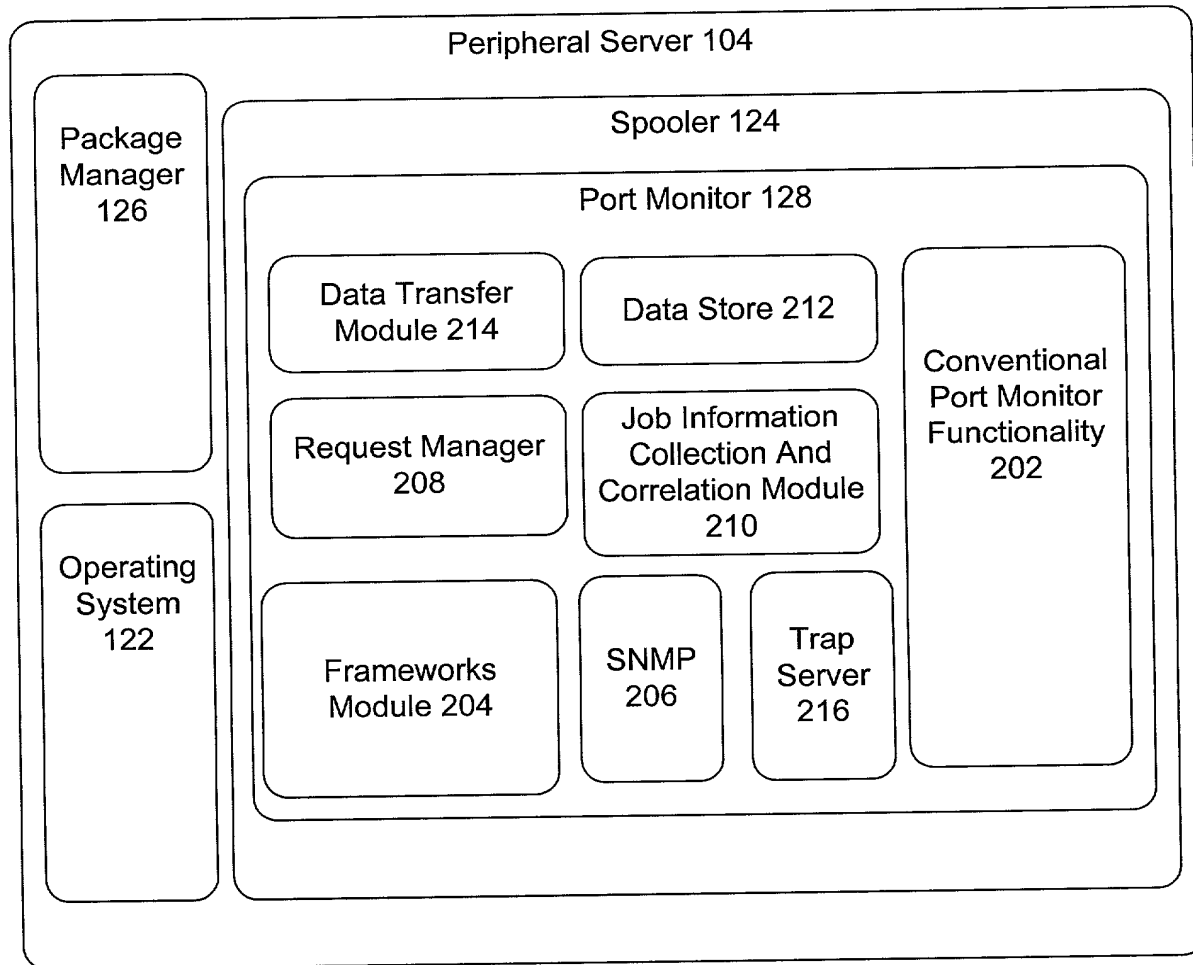 Peripheral Server 104
Package
Manager
126
Spooler 124
Port Monitor 128
Data Transfer
Module 214
Data Store 212
Conventional
Port Monitor
Functionality
202
Request Manager
208
Job Information
Collection And
Correlation Module
210
Operating
System
122
Frameworks
Module 204
SNMP
206
Trap
Server
216